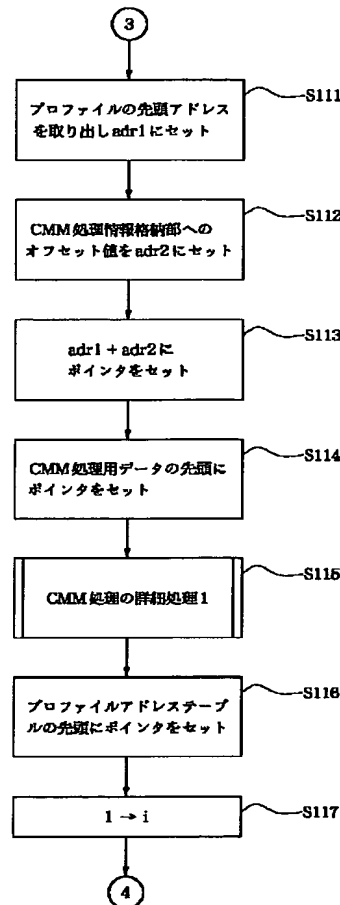 3
プロファイルの先頭アドレス
を取り出しadr1にセット
S111
CMM処理情報格納部への
オフセット値をadr2にセット
S112
adr1 + adr2に
ポインタをセット
S113
CMM処理用データの先頭に
ポインタをセット
S114
CMM処理の詳細処理1
S115
プロファイルアドレステーブ
ルの先頭にポインタをセット
S116
1 → i
S117
4